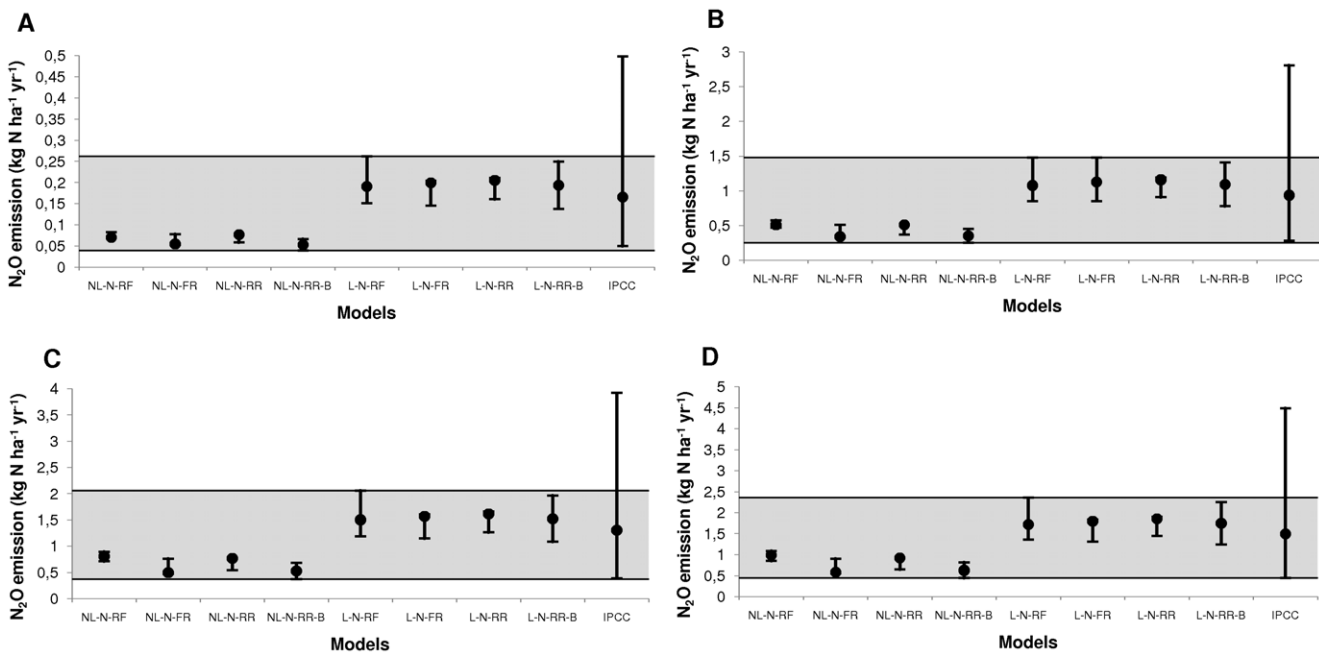 A
N₂O emission (kg N ha⁻¹ yr⁻¹)
0,5
0,45
0,4
0,35
0,3
0,25
0,2
0,15
0,1
0,05
0
NL-N-RF NL-N-FR NL-N-RR NL-N-RR-B L-N-RF L-N-FR L-N-RR L-N-RR-B IPCC
Models
B
N₂O emission (kg N ha⁻¹ yr⁻¹)
3
2,5
2
1,5
1
0,5
0
NL-N-RF NL-N-FR NL-N-RR NL-N-RR-B L-N-RF L-N-FR L-N-RR L-N-RR-B IPCC
Models
C
N₂O emission (kg N ha⁻¹ yr⁻¹)
4
3,5
3
2,5
2
1,5
1
0,5
0
NL-N-RF NL-N-FR NL-N-RR NL-N-RR-B L-N-RF L-N-FR L-N-RR L-N-RR-B IPCC
Models
D
N₂O emission (kg N ha⁻¹ yr⁻¹)
5
4,5
4
3,5
3
2,5
2
1,5
1
0,5
0
NL-N-RF NL-N-FR NL-N-RR NL-N-RR-B L-N-RF L-N-FR L-N-RR L-N-RR-B IPCC
Models